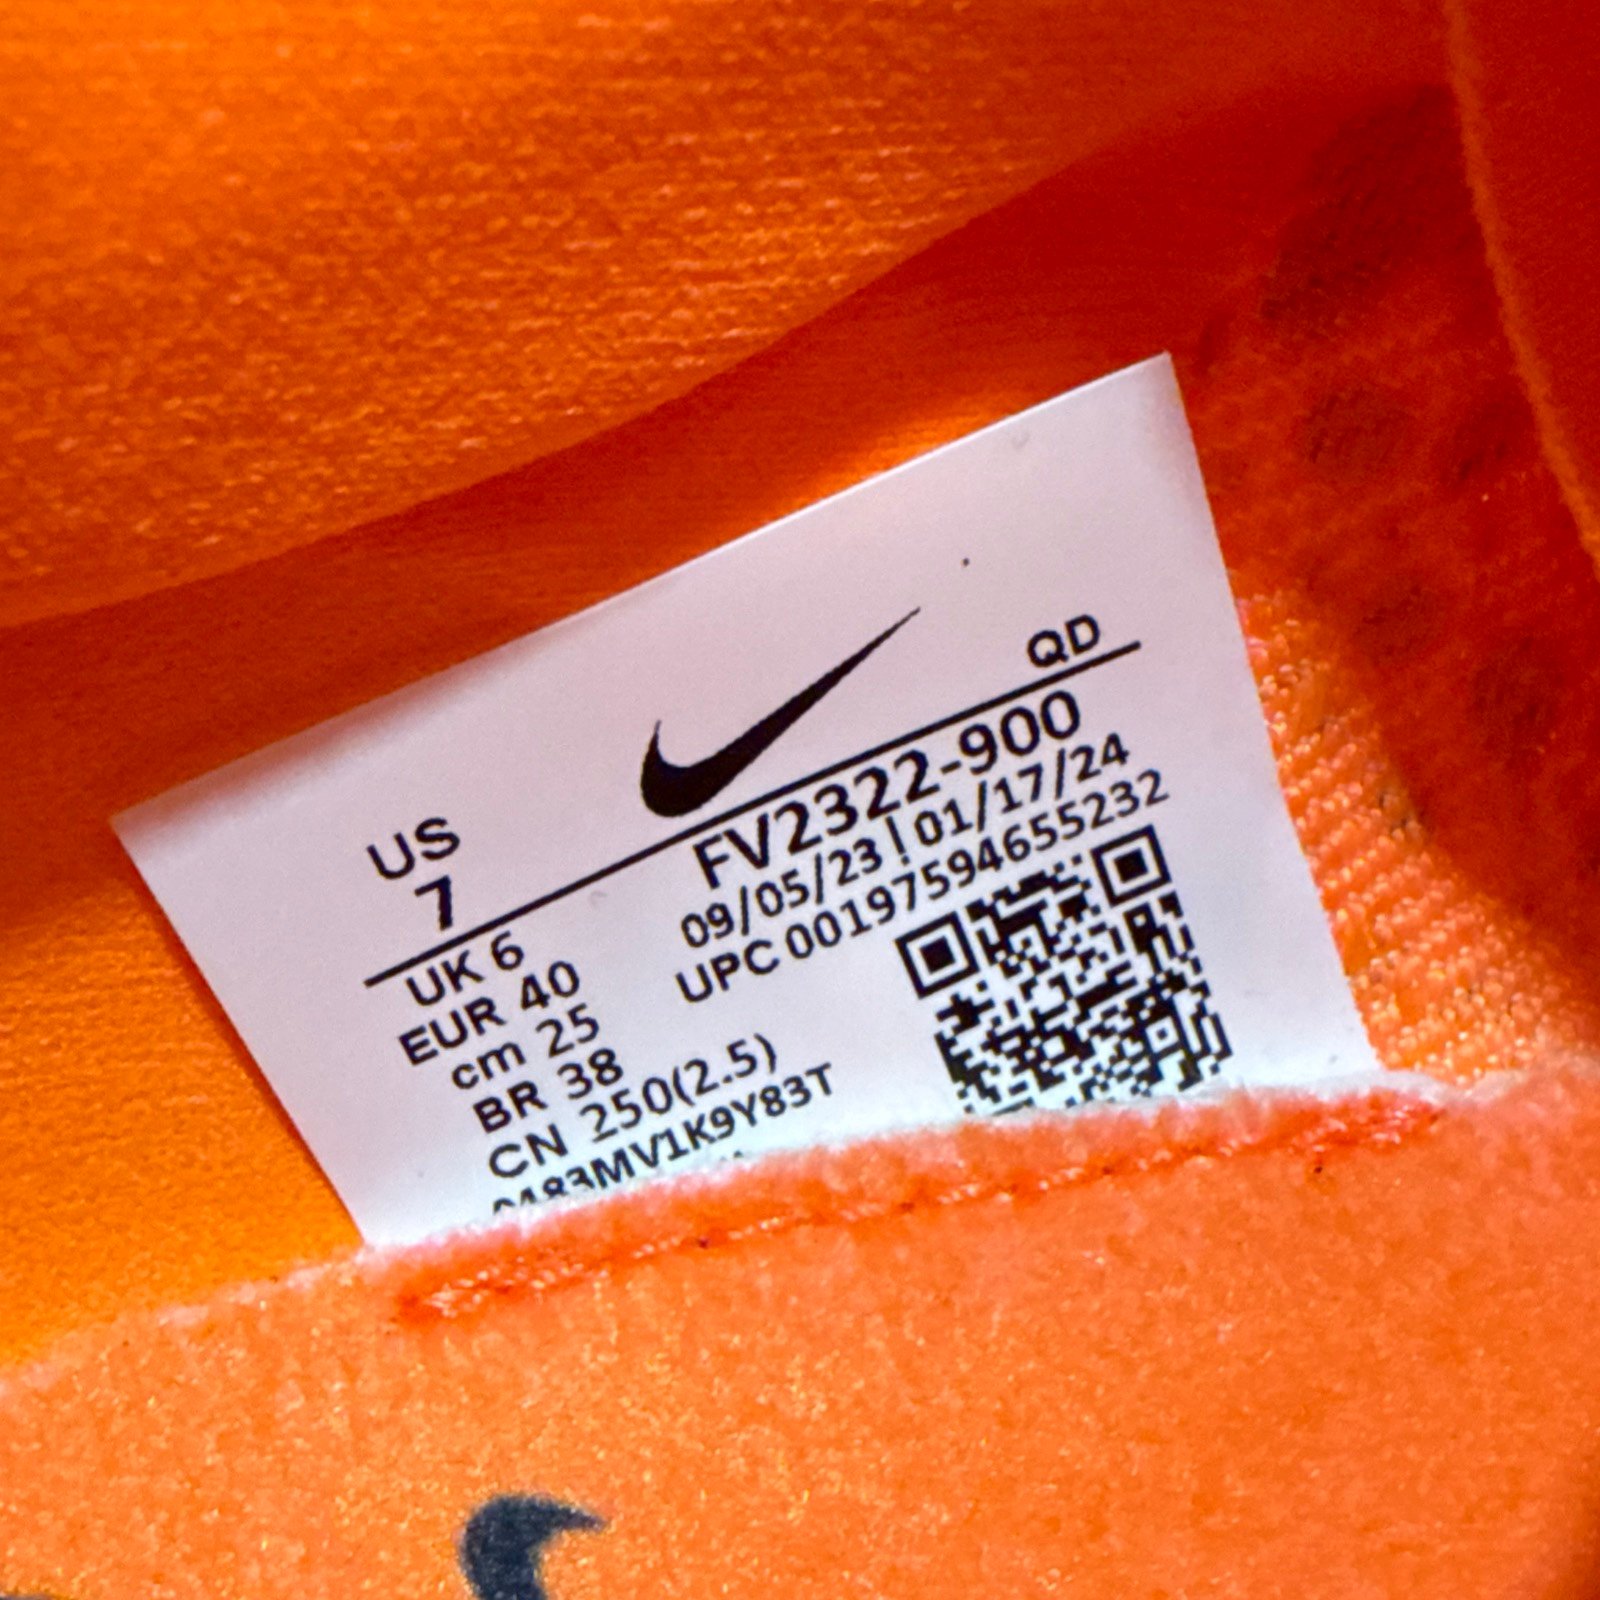 QD
US
7
FV2322-900
09/05/23 | 01/17/24
UPC 00197594655232
UK 6
EUR 40
cm 25
BR 38
CN 250(2.5)
0483MV1K9Y83T